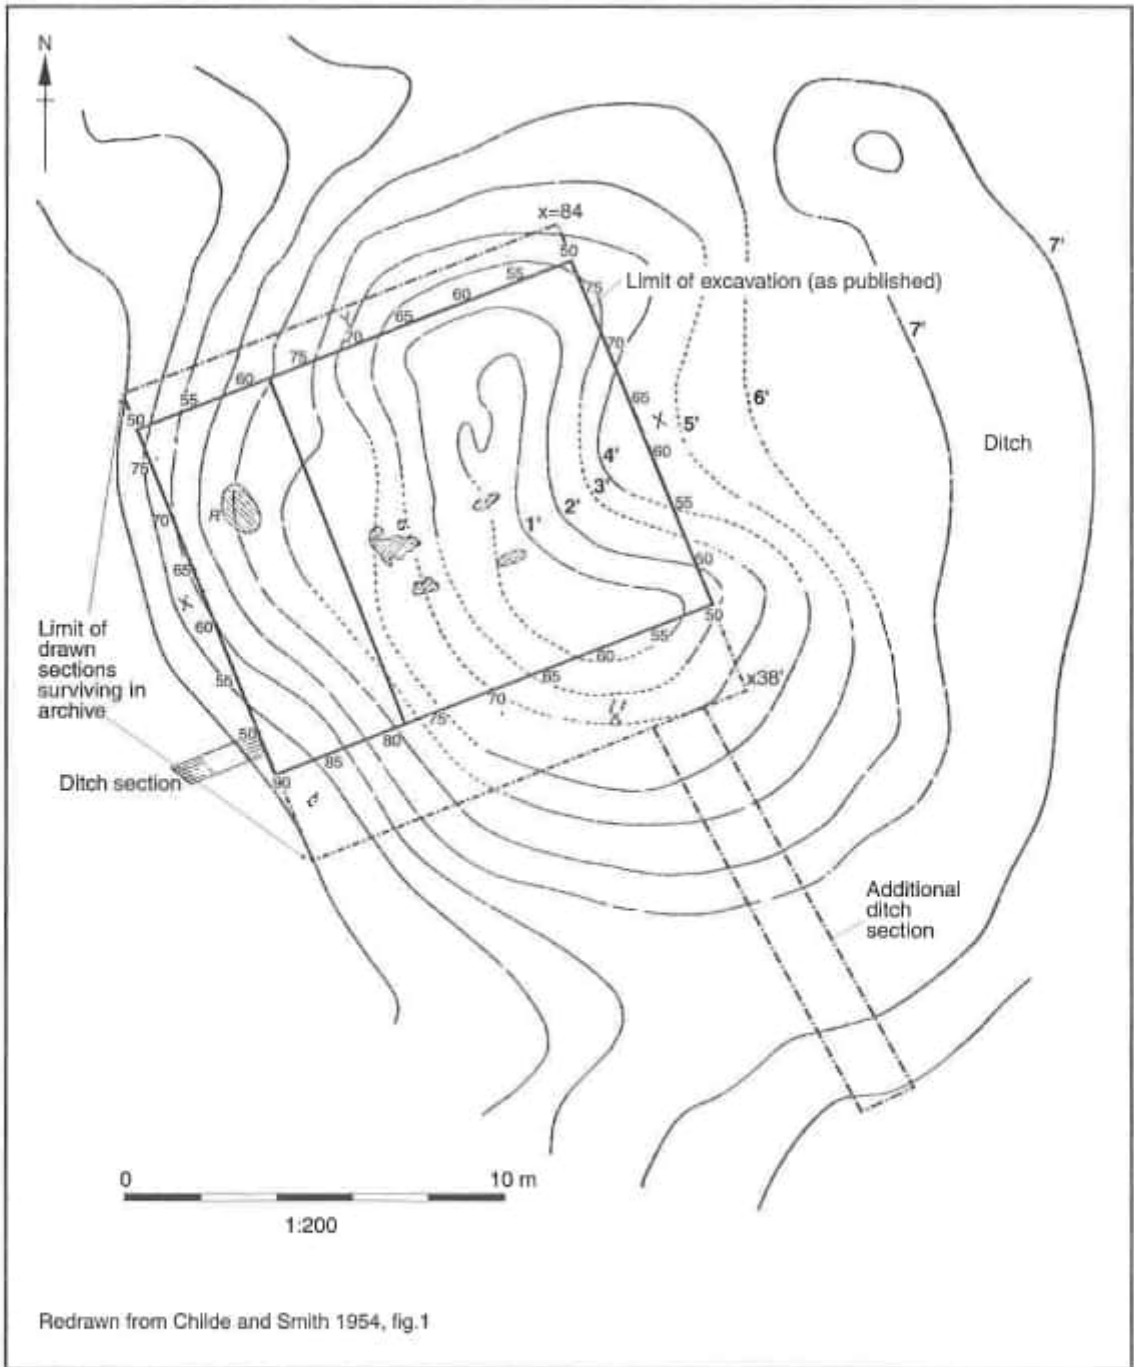 N
x=84
50
55
Limit of excavation (as published)
75
60
65
70
75
60
55
50
70
65
60
55
50
7'
7'
6'
5'
4'
3'
2'
1'
Ditch
75
70
65
60
55
50
R
Limit of
drawn
sections
surviving in
archive
Ditch section
90
85
80
75
70
65
60
55
50
x38'
Additional
ditch
section
0 10 m
1:200
Redrawn from Childe and Smith 1954, fig.1